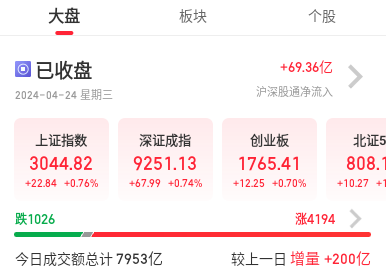 大盘 板块 个股
已收盘 +69.36亿
2024-04-24 星期三 沪深股通净流入
上证指数 深证成指 创业板 北证5
3044.82 9251.13 1765.41 808.1
+22.84 +0.76% +67.99 +0.74% +12.25 +0.70% +10.27 +1
跌1026 涨4194
今日成交额总计 7953亿 较上一日 增量 +200亿